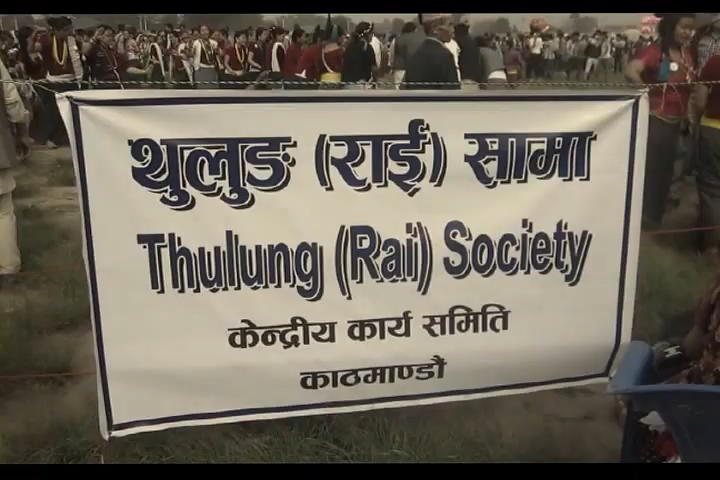 थुलुङ (राई) सामा
Thulung (Rai) Society
केन्द्रीय कार्य समिति
काठमाण्डौ